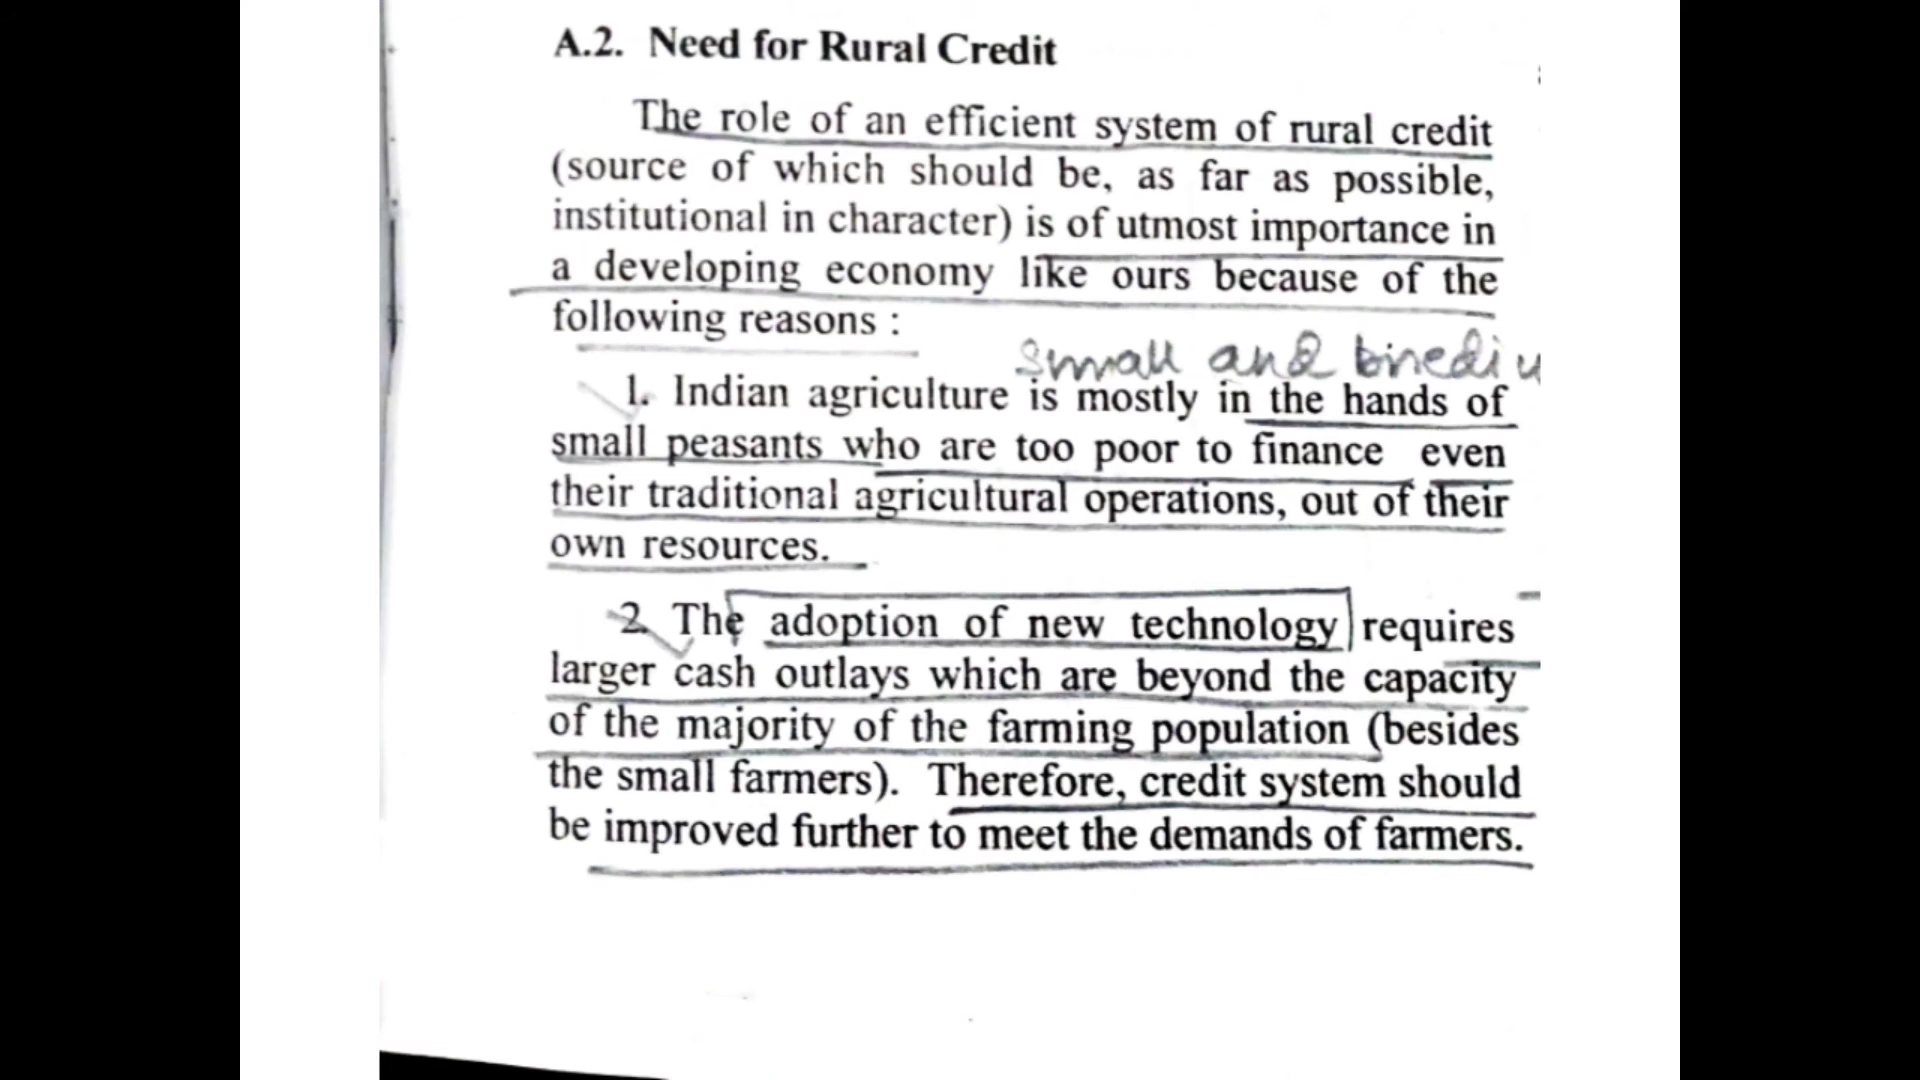 A.2. Need for Rural Credit
The role of an efficient system of rural credit
(source of which should be, as far as possible,
institutional in character) is of utmost importance in
a developing economy like ours because of the
following reasons :
small and
1. Indian agriculture is mostly in the hands of
small peasants who are too poor to finance even
their traditional agricultural operations, out of their
own resources.
2. The adoption of new technology requires
larger cash outlays which are beyond the capacity
of the majority of the farming population (besides
the small farmers). Therefore, credit system should
be improved further to meet the demands of farmers.